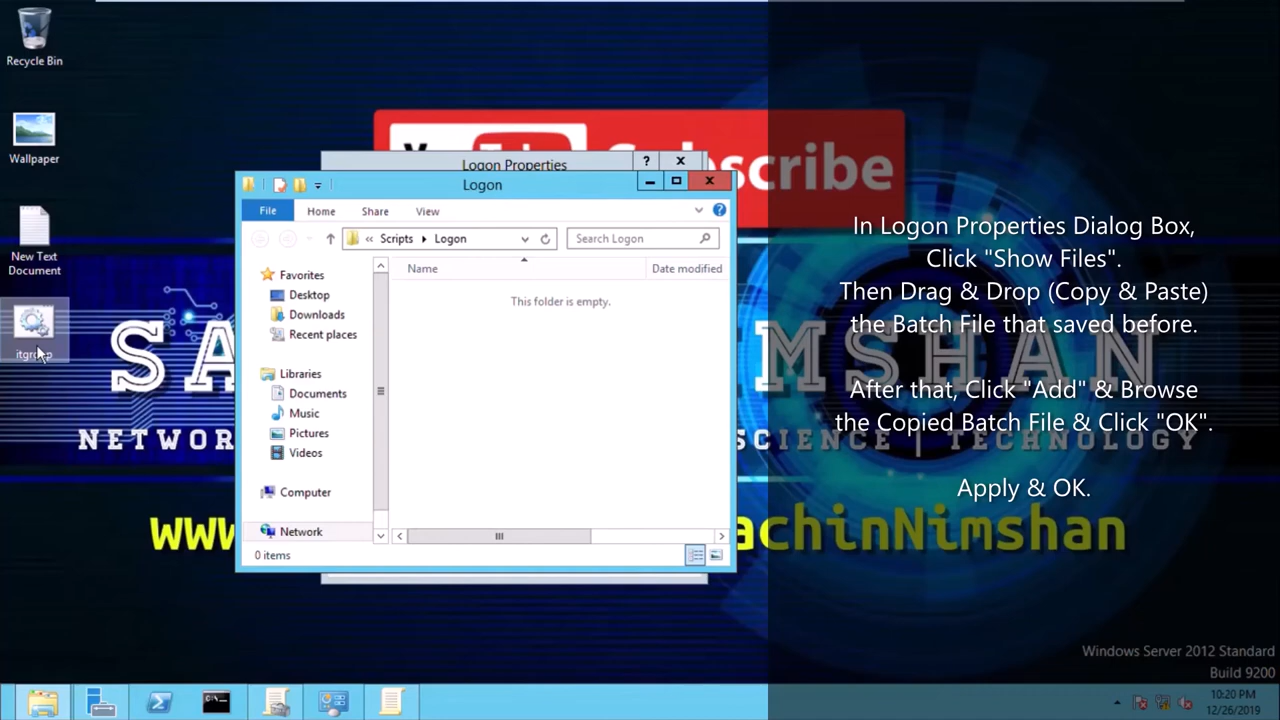 Recycle Bin
Wallpaper
New Text
Document
Logon Properties
?
Logon
File
Home
Share
View
Scripts
Logon
Search Logon
Name
Date modified
This folder is empty.
Favorites
Desktop
Downloads
Recent places
Libraries
Documents
Music
Pictures
Videos
Computer
Network
0 items
In Logon Properties Dialog Box,
Click "Show Files".
Then Drag & Drop (Copy & Paste)
the Batch File that saved before.
After that, Click "Add" & Browse
the Copied Batch File & Click "OK".
Apply & OK.
SCIENCE | TECHNOLOGY
Windows Server 2012 Standard
Build 9200
10:20 PM
12/26/2019